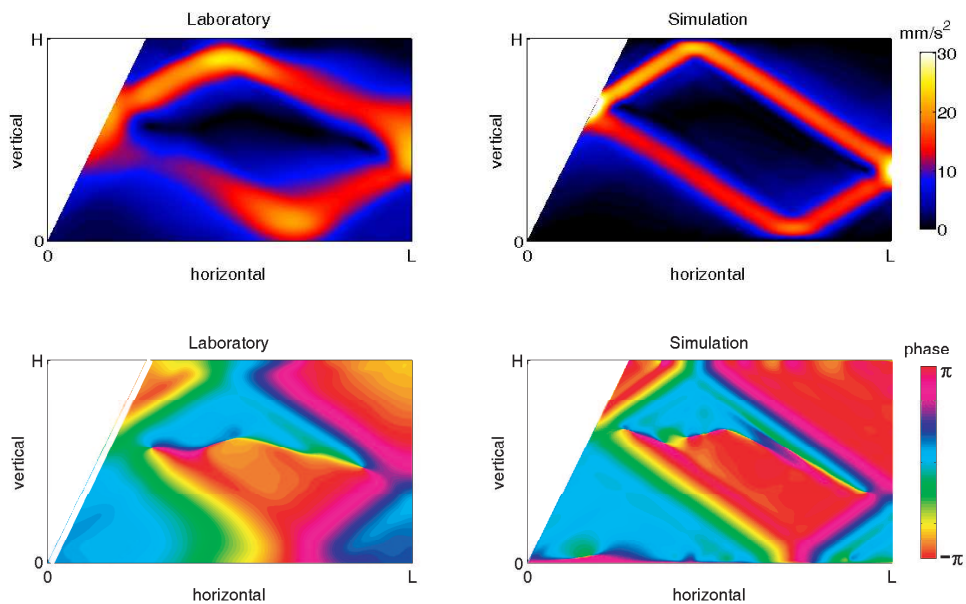 Laboratory
Simulation
mm/s²
H
vertical
0
0
L
horizontal
H
vertical
0
0
L
horizontal
30
20
10
0
Laboratory
Simulation
phase
H
vertical
0
0
L
horizontal
H
vertical
0
0
L
horizontal
π
−π